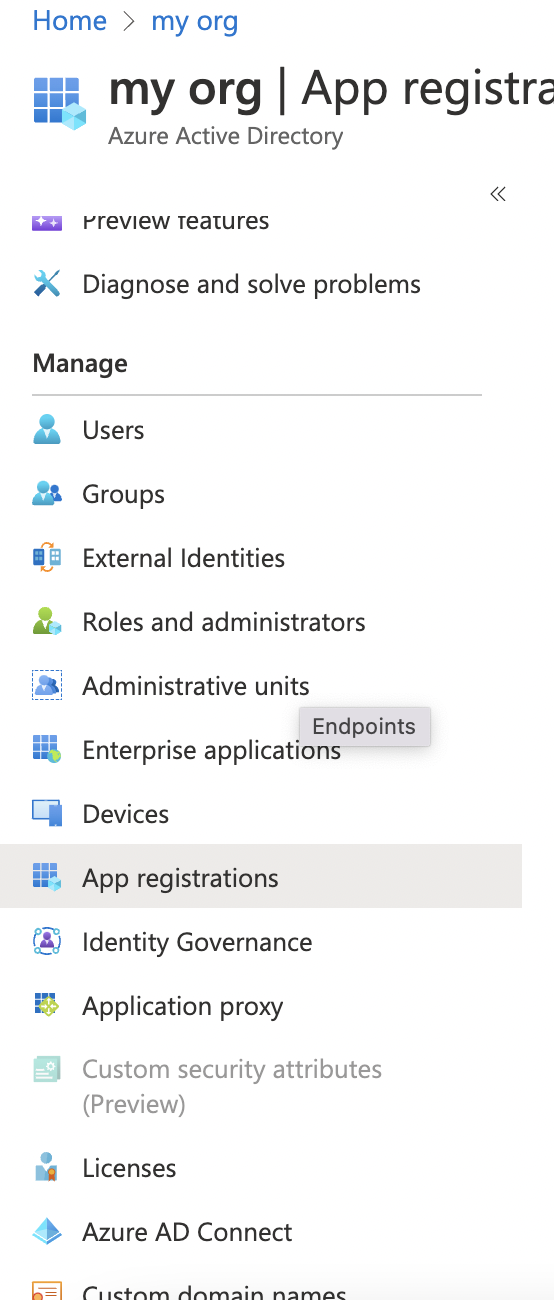 Home > my org
my org | App registra
Azure Active Directory
«
Preview features
Diagnose and solve problems
Manage
Users
Groups
External Identities
Roles and administrators
Administrative units
Endpoints
Enterprise applications
Devices
App registrations
Identity Governance
Application proxy
Custom security attributes
(Preview)
Licenses
Azure AD Connect
Custom domain names